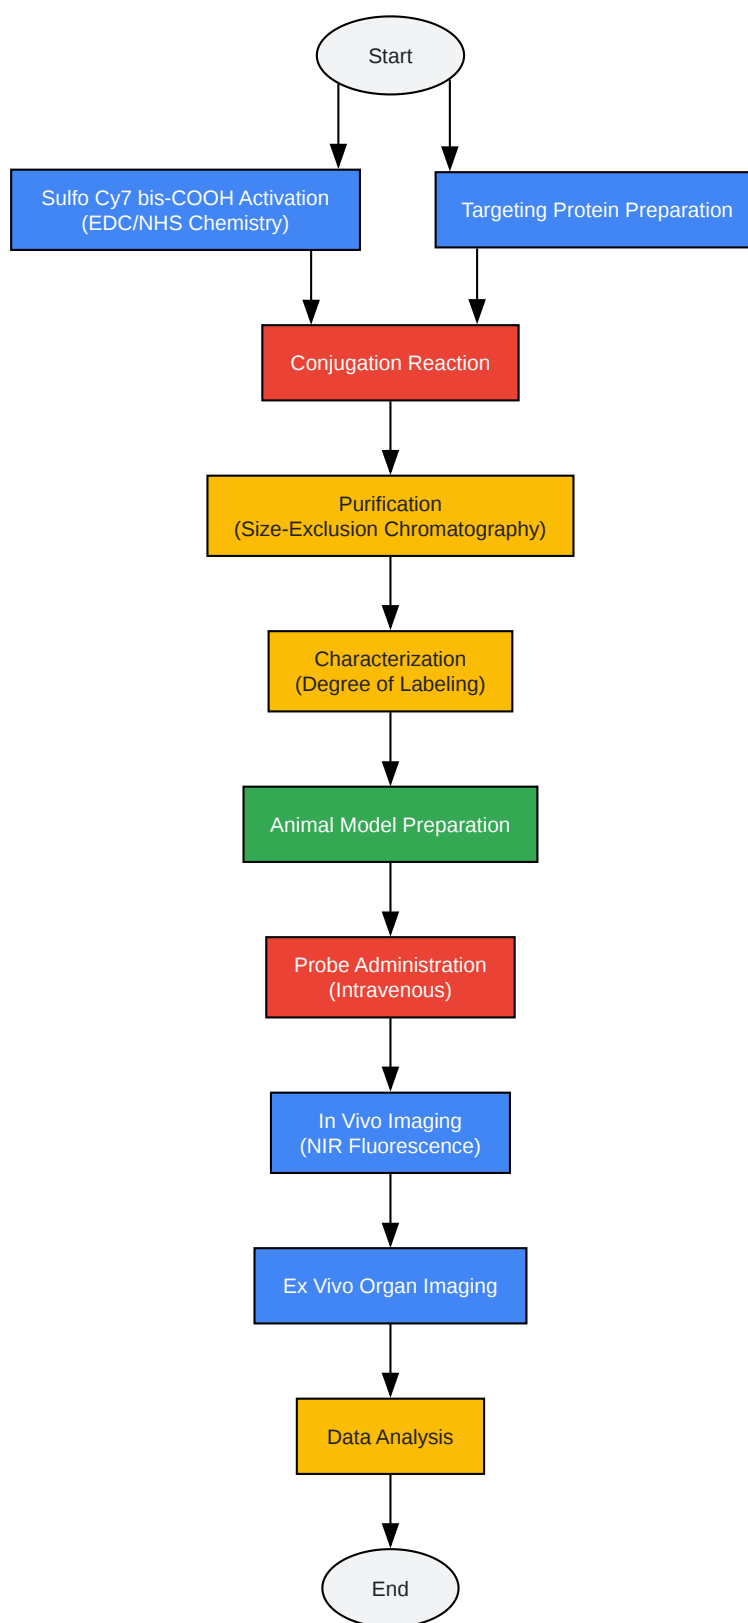 Start
Sulfo Cy7 bis-COOH Activation
(EDC/NHS Chemistry)
Targeting Protein Preparation
Conjugation Reaction
Purification
(Size-Exclusion Chromatography)
Characterization
(Degree of Labeling)
Animal Model Preparation
Probe Administration
(Intravenous)
In Vivo Imaging
(NIR Fluorescence)
Ex Vivo Organ Imaging
Data Analysis
End